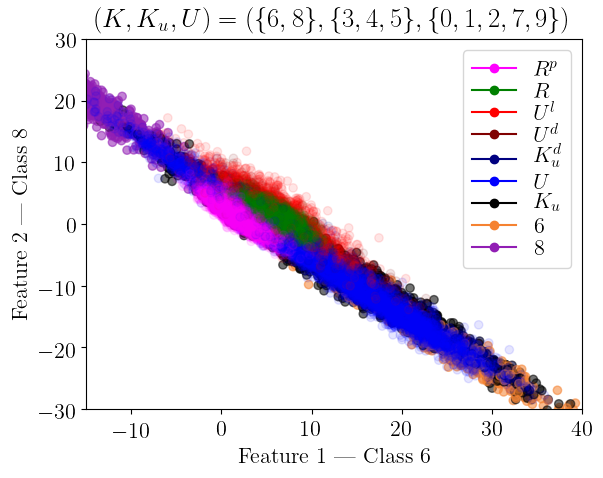 (K, K_u, U) = ({6, 8}, {3, 4, 5}, {0, 1, 2, 7, 9})
30
20
10
0
−10
−20
−30
Feature 2 — Class 8
R^p
R
U^l
U^d
K_u^d
U
K_u
6
8
−10
0
10
20
30
40
Feature 1 — Class 6